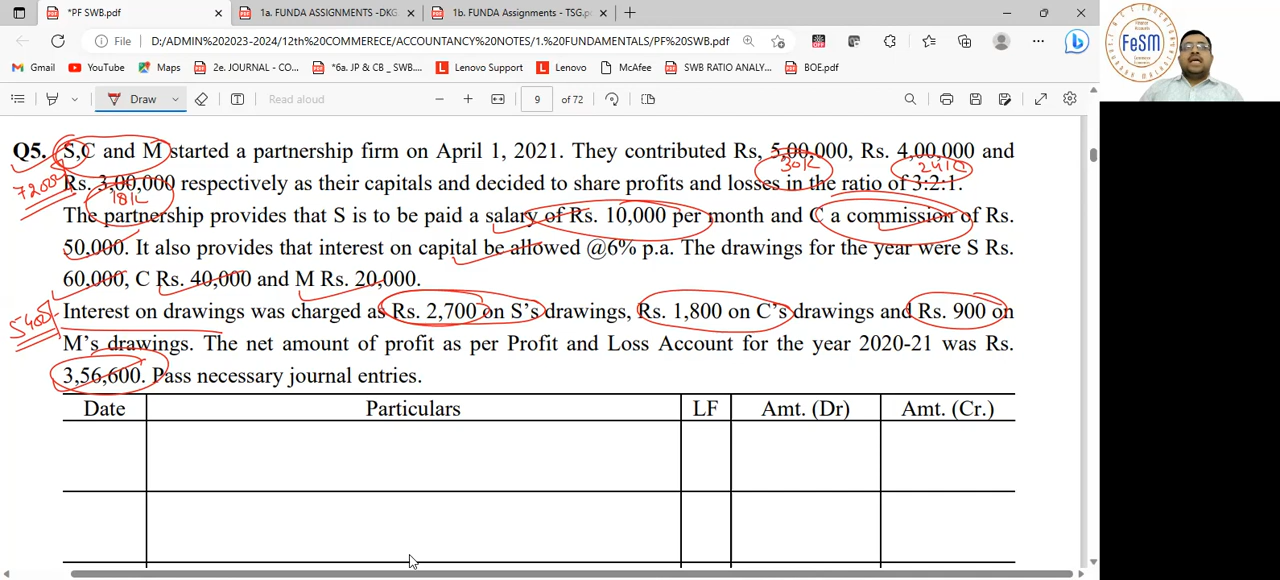 *PF SWB.pdf
1a. FUNDA ASSIGNMENTS -DKG
1b. FUNDA Assignments - TSG.p
File D:/ADMIN%202023-2024/12th%20COMMERECE/ACCOUNTANCE%20NOTES/1.%20FUNDAMENTALS/PF%20SWB.pdf
OFF
Gmail YouTube Maps 2e. JOURNAL - CO... *6a. JP & CB _ SWB.... Lenovo Support Lenovo McAfee SWB RATIO ANALY... BOE.pdf
Draw Read aloud 9 of 72
FeSM
Q5. S,C and M started a partnership firm on April 1, 2021. They contributed Rs, 5,00,000, Rs. 4,00,000 and
30K 24K
7200
Rs. 3,00,000 respectively as their capitals and decided to share profits and losses in the ratio of 3:2:1.
18K
The partnership provides that S is to be paid a salary of Rs. 10,000 per month and C a commission of Rs.
50,000. It also provides that interest on capital be allowed @6% p.a. The drawings for the year were S Rs.
60,000, C Rs. 40,000 and M Rs. 20,000.
5400
Interest on drawings was charged as Rs. 2,700 on S's drawings, Rs. 1,800 on C's drawings and Rs. 900 on
M's drawings. The net amount of profit as per Profit and Loss Account for the year 2020-21 was Rs.
3,56,600. Pass necessary journal entries.
Date Particulars LF Amt. (Dr) Amt. (Cr.)